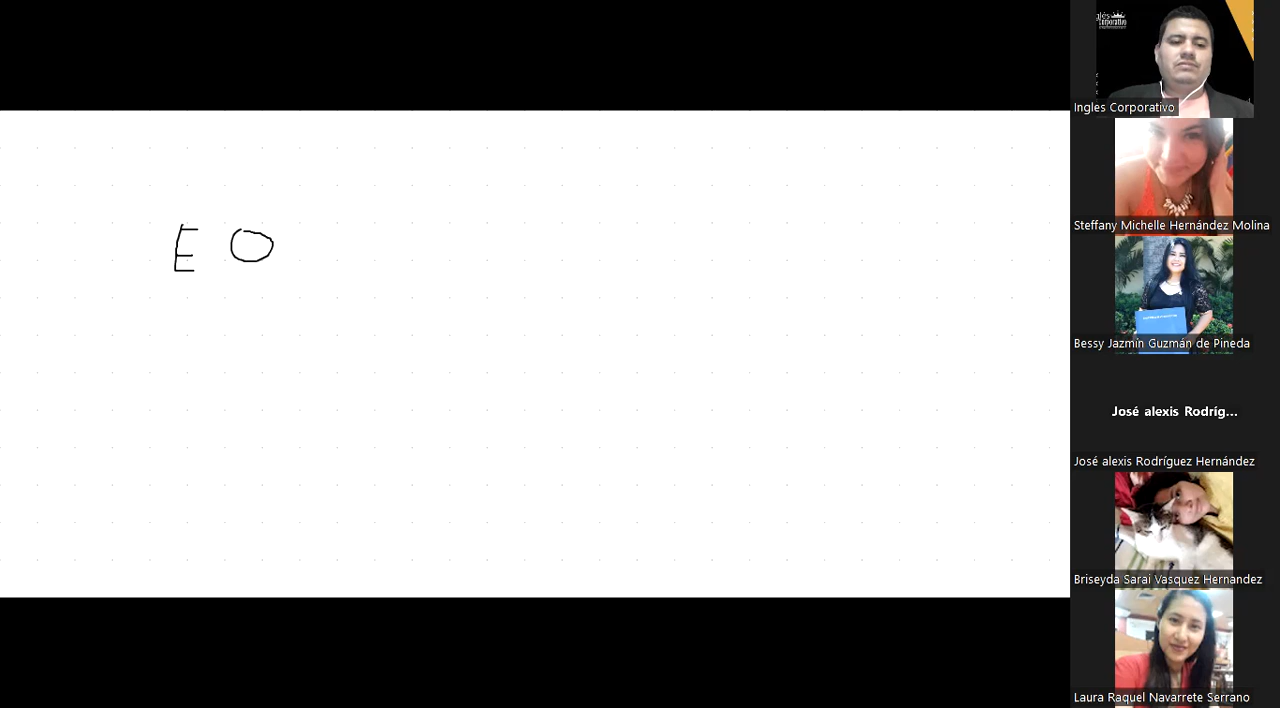 E O
Ingles Corporativo
Steffany Michelle Hernández Molina
Bessy Jazmín Guzmán de Pineda
José alexis Rodríg...
José alexis Rodríguez Hernández
Briseyda Sarai Vasquez Hernandez
Laura Raquel Navarrete Serrano